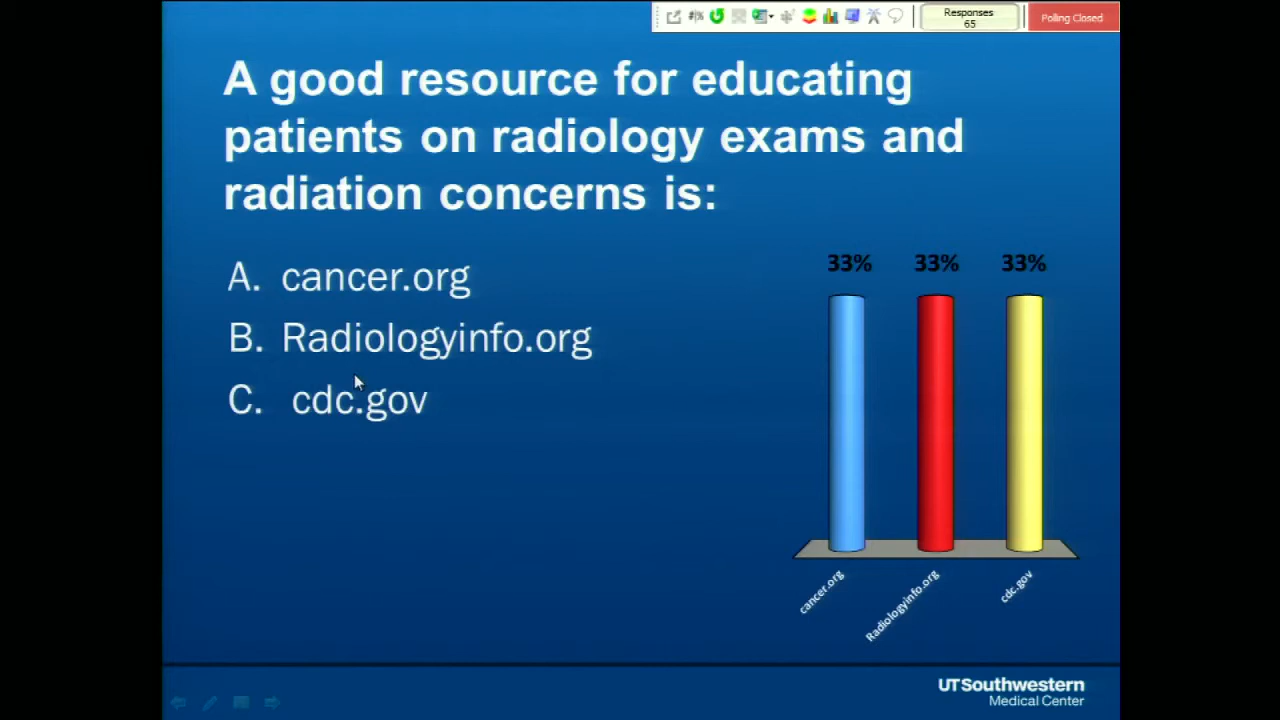 Responses
65
Polling Closed
A good resource for educating
patients on radiology exams and
radiation concerns is:
A. cancer.org
B. Radiologyinfo.org
C. cdc.gov
33% 33% 33%
cancer.org
Radiologyinfo.org
cdc.gov
UTSouthwestern
Medical Center